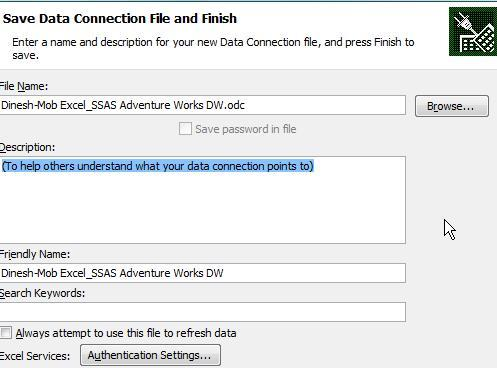 Save Data Connection File and Finish
Enter a name and description for your new Data Connection file, and press Finish to
save.
File Name:
Dinesh-Mob Excel_SSAS Adventure Works DW.odc
Browse...
Save password in file
Description:
(To help others understand what your data connection points to)
Friendly Name:
Dinesh-Mob Excel_SSAS Adventure Works DW
Search Keywords:
Always attempt to use this file to refresh data
Excel Services:
Authentication Settings...